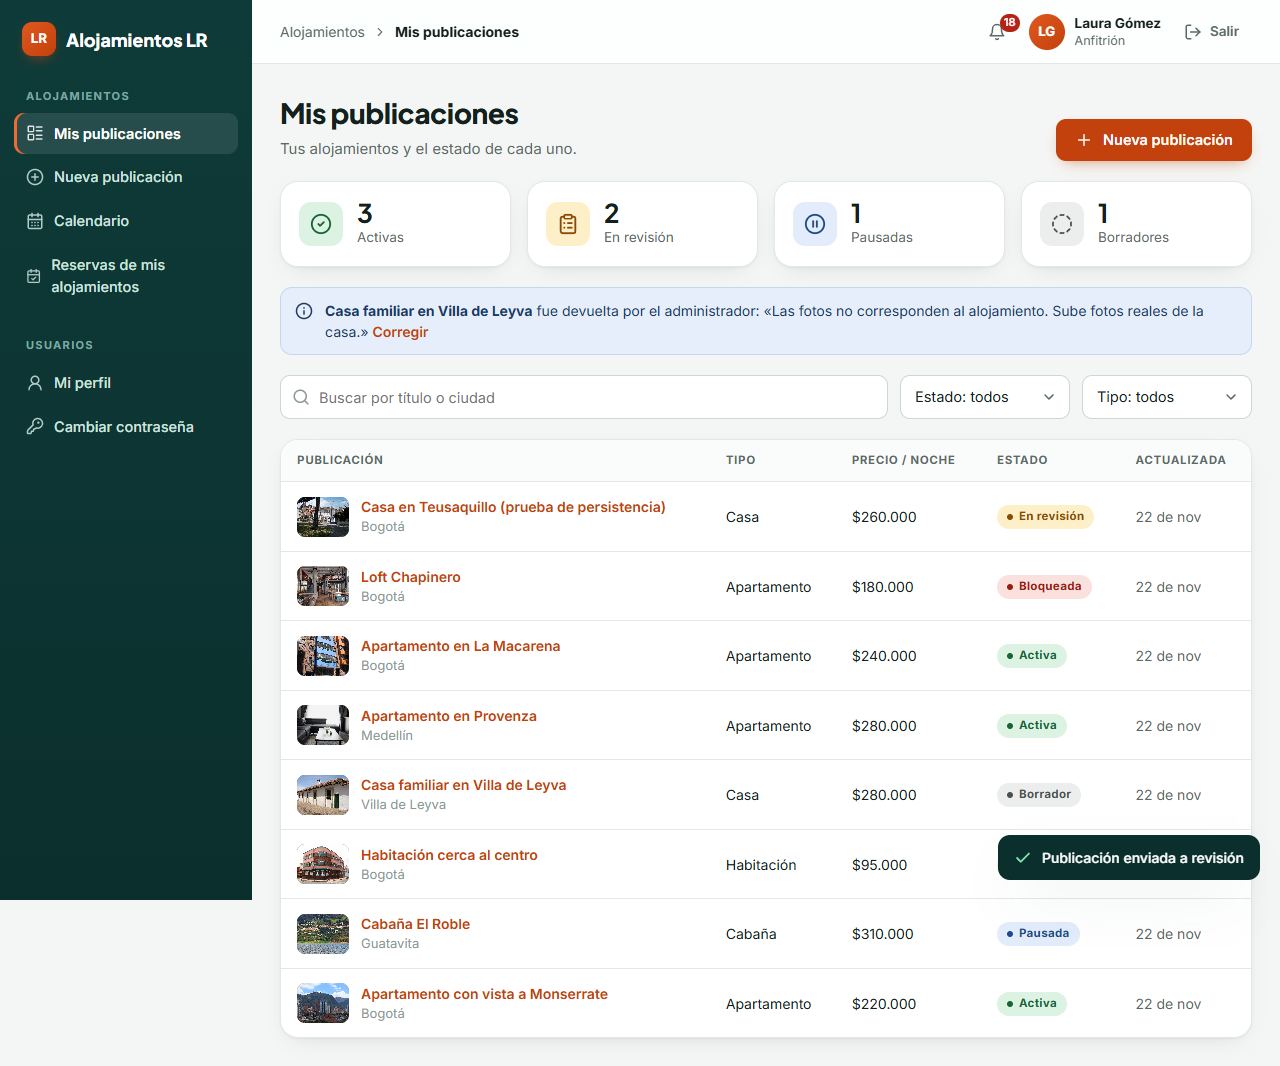 LR Alojamientos LR
ALOJAMIENTOS
Mis publicaciones
Nueva publicación
Calendario
Reservas de mis
alojamientos
USUARIOS
Mi perfil
Cambiar contraseña
Alojamientos > Mis publicaciones
18
LG
Laura Gómez
Anfitrión
Salir
Mis publicaciones
Tus alojamientos y el estado de cada uno.
+ Nueva publicación
3
Activas
2
En revisión
1
Pausadas
1
Borradores
Casa familiar en Villa de Leyva fue devuelta por el administrador: «Las fotos no corresponden al alojamiento. Sube fotos reales de la
casa.» Corregir
Buscar por título o ciudad
Estado: todos
Tipo: todos
PUBLICACIÓN TIPO PRECIO / NOCHE ESTADO ACTUALIZADA
Casa en Teusaquillo (prueba de persistencia)
Bogotá
Casa $260.000 En revisión 22 de nov
Loft Chapinero
Bogotá
Apartamento $180.000 Bloqueada 22 de nov
Apartamento en La Macarena
Bogotá
Apartamento $240.000 Activa 22 de nov
Apartamento en Provenza
Medellín
Apartamento $280.000 Activa 22 de nov
Casa familiar en Villa de Leyva
Villa de Leyva
Casa $280.000 Borrador 22 de nov
Habitación cerca al centro
Bogotá
Habitación $95.000
Publicación enviada a revisión
Cabaña El Roble
Guatavita
Cabaña $310.000 Pausada 22 de nov
Apartamento con vista a Monserrate
Bogotá
Apartamento $220.000 Activa 22 de nov